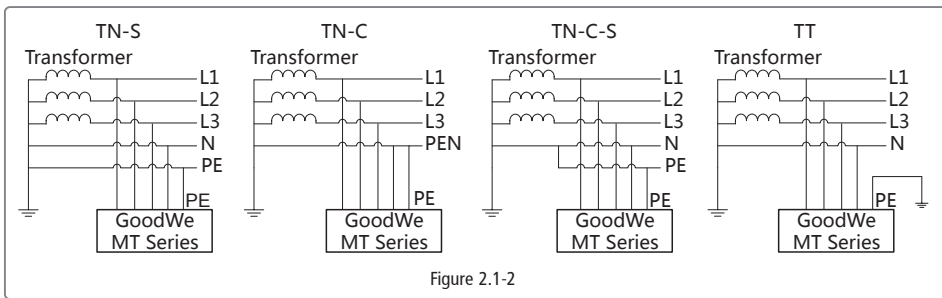 TN-S
Transformer
L1
L2
L3
N
PE
PE
GoodWe
MT Series
TN-C
Transformer
L1
L2
L3
PEN
PE
GoodWe
MT Series
TN-C-S
Transformer
L1
L2
L3
N
PE
PE
GoodWe
MT Series
TT
Transformer
L1
L2
L3
N
PE
GoodWe
MT Series
Figure 2.1-2